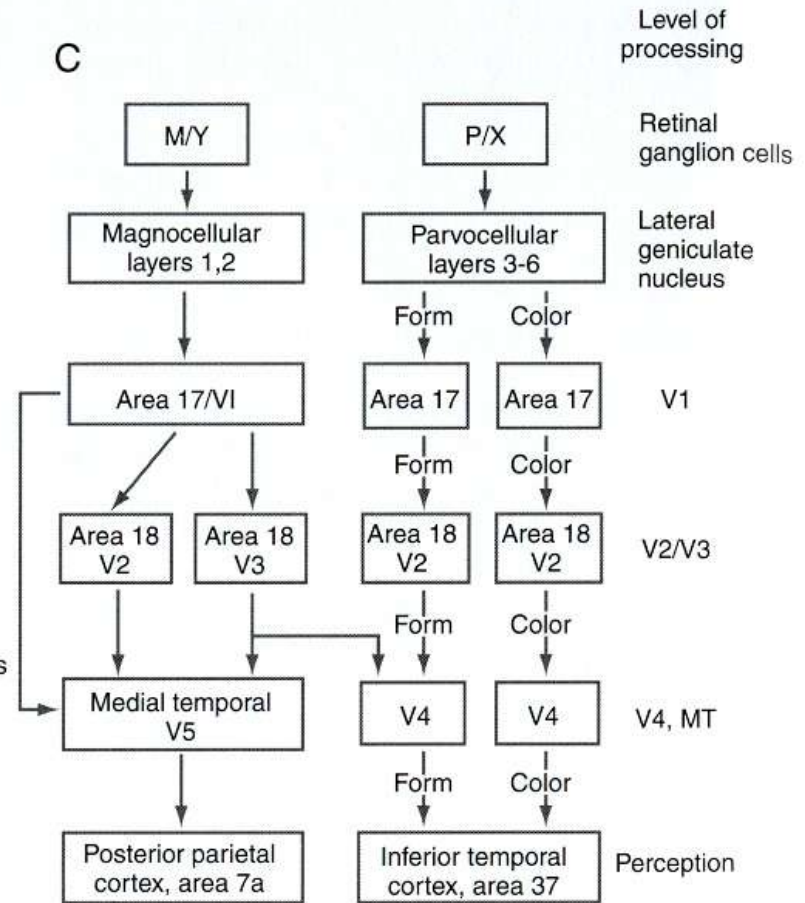 Level of
processing
C
M/Y
P/X
Retinal
ganglion cells
Magnocellular
layers 1,2
Parvocellular
layers 3-6
Lateral
geniculate
nucleus
Form
Color
Area 17/VI
Area 17
Area 17
V1
Form
Color
Area 18
V2
Area 18
V3
Area 18
V2
Area 18
V2
V2/V3
Form
Color
s
Medial temporal
V5
V4
V4
V4, MT
Form
Color
Posterior parietal
cortex, area 7a
Inferior temporal
cortex, area 37
Perception